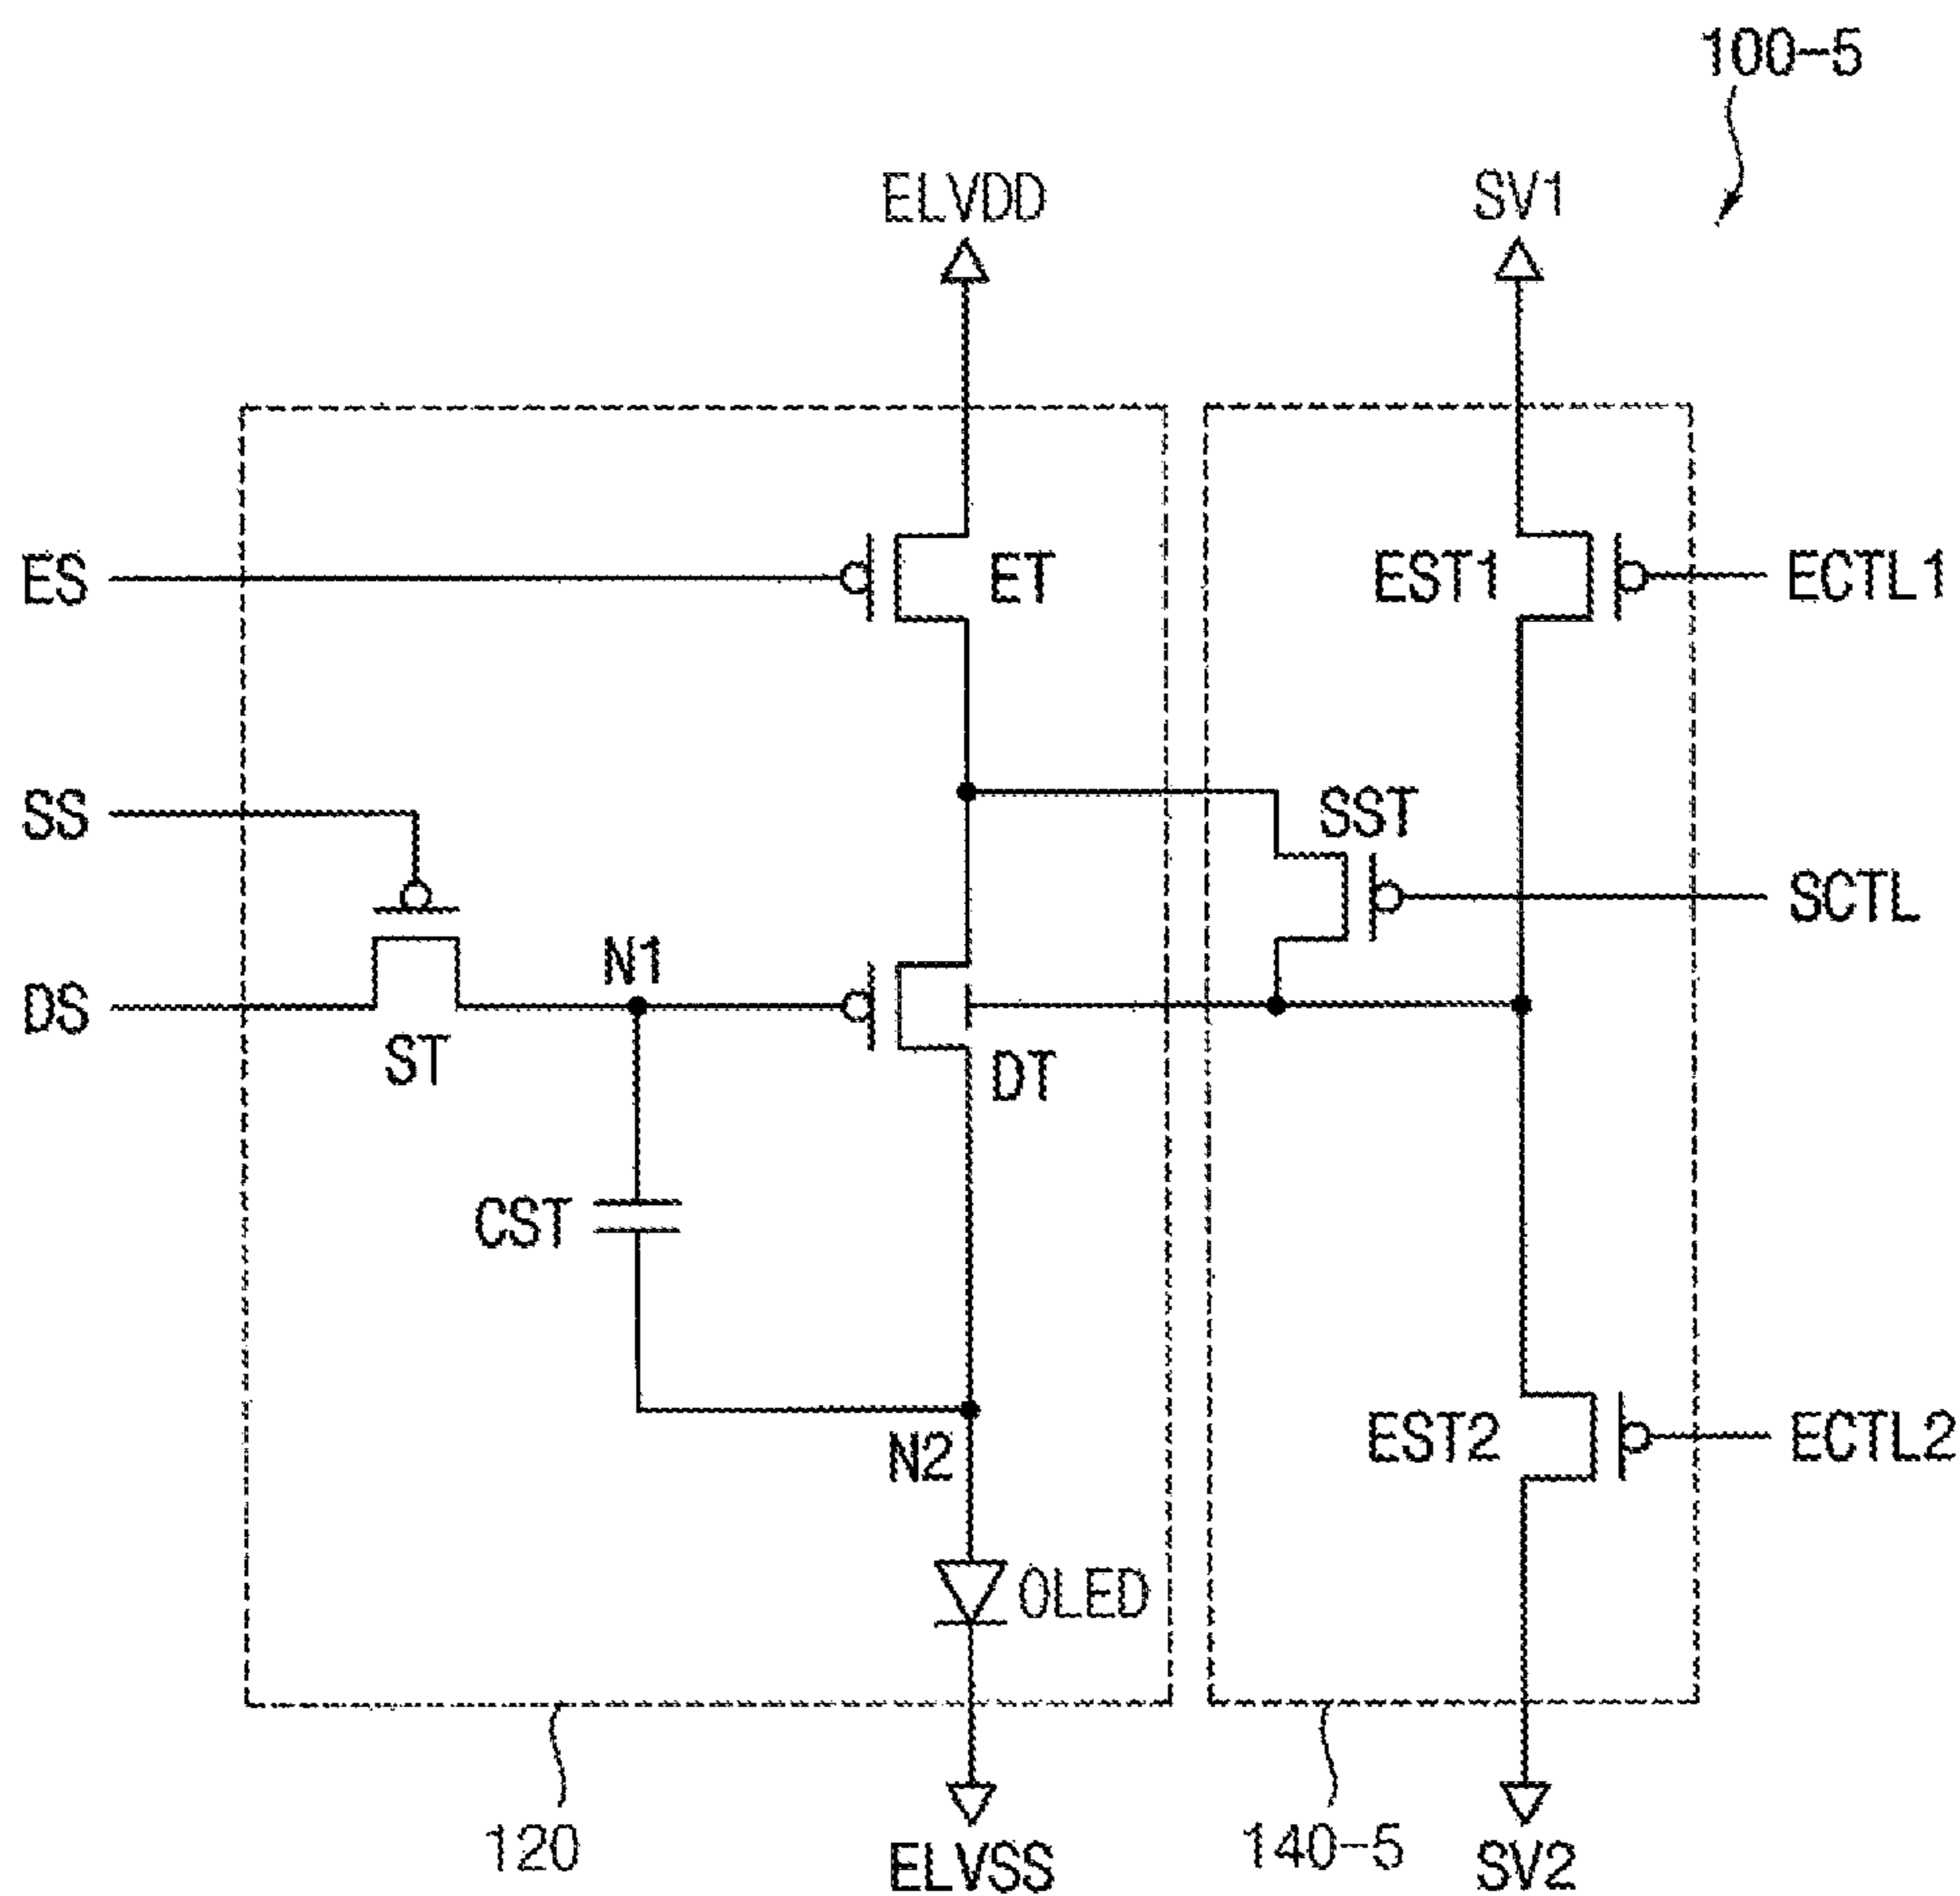 100-5
ELVDD
SV1
ES
ET
EST1
ECTL1
SS
SST
SCTL
DS
N1
ST
DT
CST
N2
EST2
ECTL2
OLED
120
ELVSS
140-5
SV2